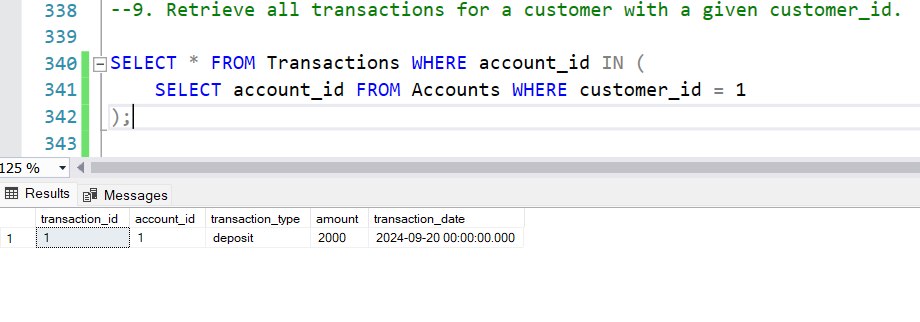 338 --9. Retrieve all transactions for a customer with a given customer_id.
339
340 SELECT * FROM Transactions WHERE account_id IN (
341 SELECT account_id FROM Accounts WHERE customer_id = 1
342 );
343
125 %
Results Messages
transaction_id account_id transaction_type amount transaction_date
1 1 1 deposit 2000 2024-09-20 00:00:00.000